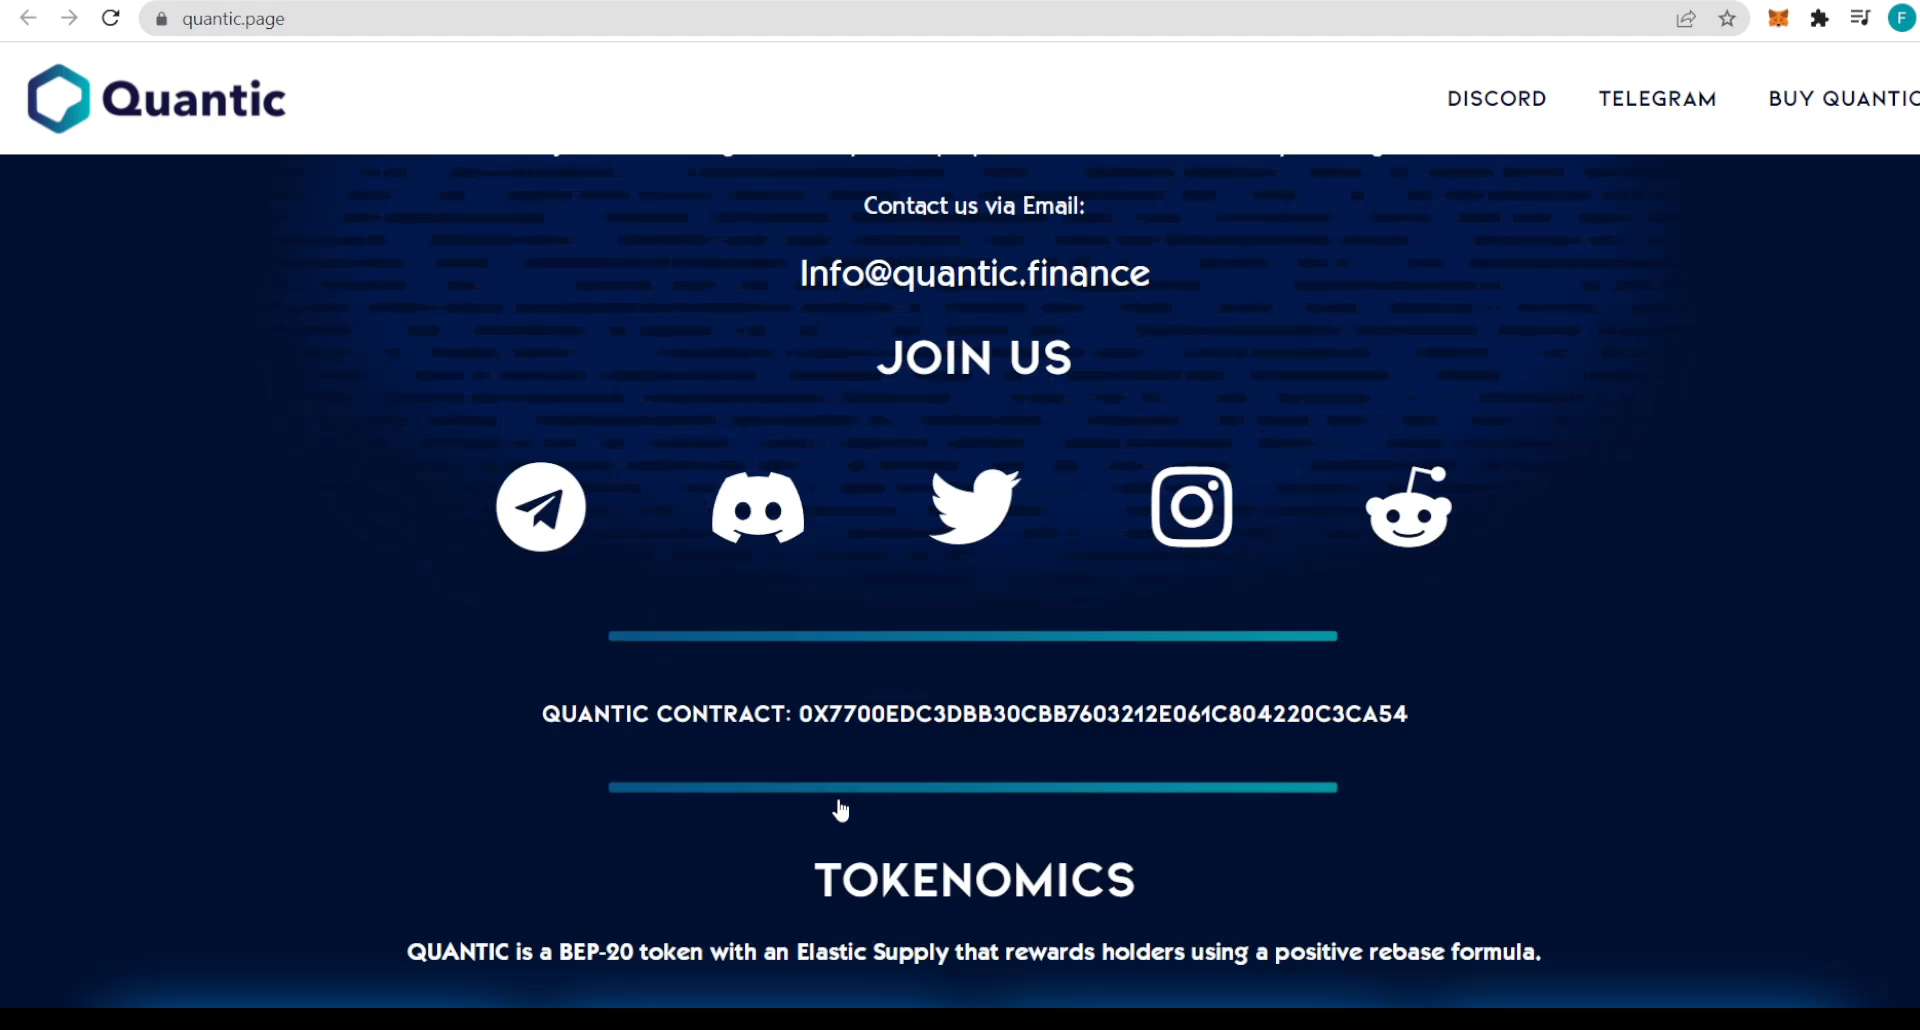 quantic.page
F
Quantic
DISCORD TELEGRAM BUY QUANTIC
Contact us via Email:
Info@quantic.finance
JOIN US
QUANTIC CONTRACT: 0X7700EDC3DBB30CBB7603212E061C804220C3CA54
TOKENOMICS
QUANTIC is a BEP-20 token with an Elastic Supply that rewards holders using a positive rebase formula.